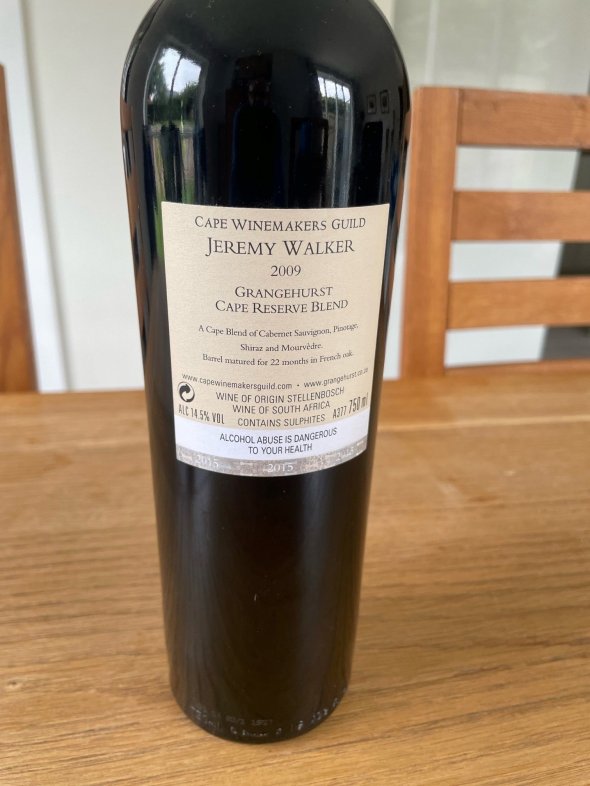 CAPE WINEMAKERS GUILD
JEREMY WALKER
2009
GRANGEHURST
CAPE RESERVE BLEND
A Cape Blend of Cabernet Sauvignon, Pinotage,
Shiraz and Mourvèdre.
Barrel matured for 22 months in French oak.
www.capewinemakersguild.com • www.grangehurst.co.za
WINE OF ORIGIN STELLENBOSCH
ALC 14.5% VOL WINE OF SOUTH AFRICA 750 ml
CONTAINS SULPHITES A377
ALCOHOL ABUSE IS DANGEROUS
TO YOUR HEALTH
2015 2015 2015